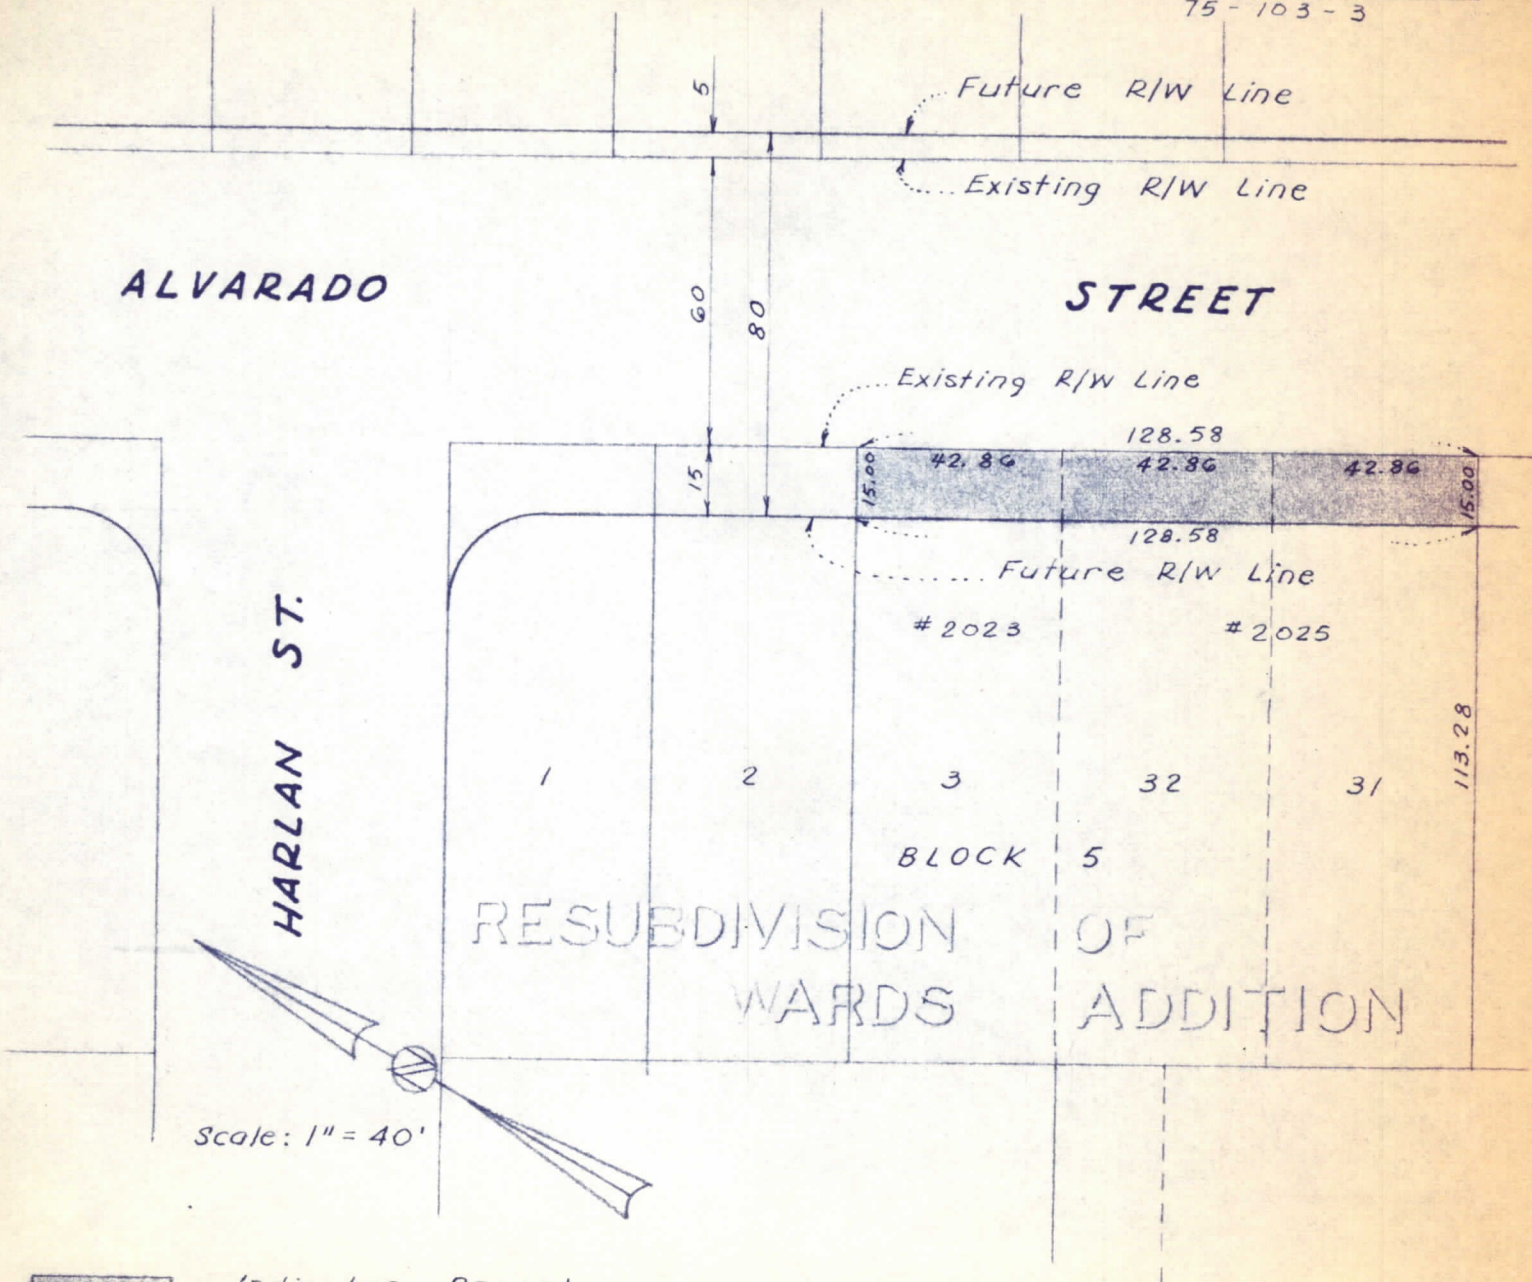 75-103-3
5
Future R/W Line
Existing R/W Line
ALVARADO STREET
60
80
Existing R/W Line
128.58
15
15.00
42.86
42.86
42.86
15.00
128.58
Future R/W Line
#2023
#2025
HARLAN ST.
113.28
1
2
3
32
31
BLOCK 5
RESUBDIVISION OF
WARDS ADDITION
Scale: 1" = 40'